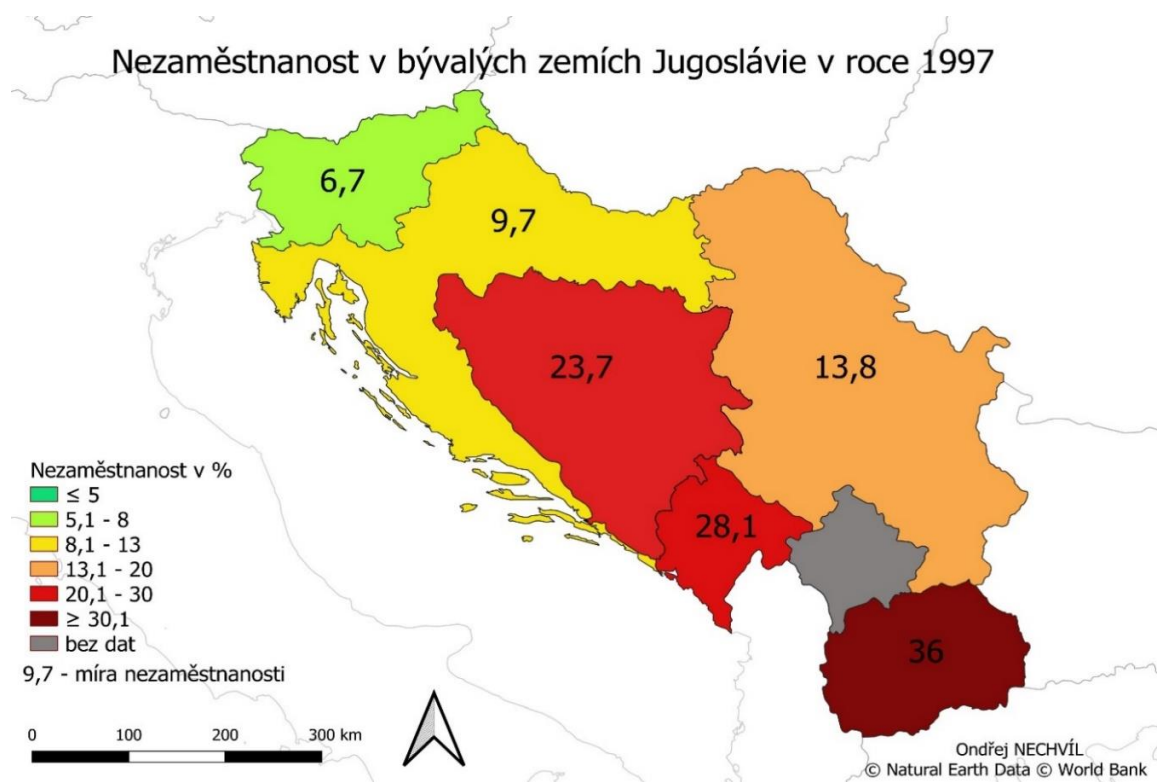 Nezaměstnanost v bývalých zemích Jugoslávie v roce 1997
6,7
9,7
23,7
13,8
28,1
36
Nezaměstnanost v %
≤ 5
5,1 - 8
8,1 - 13
13,1 - 20
20,1 - 30
≥ 30,1
bez dat
9,7 - míra nezaměstnanosti
0 100 200 300 km
Ondřej NECHVÍL
© Natural Earth Data © World Bank